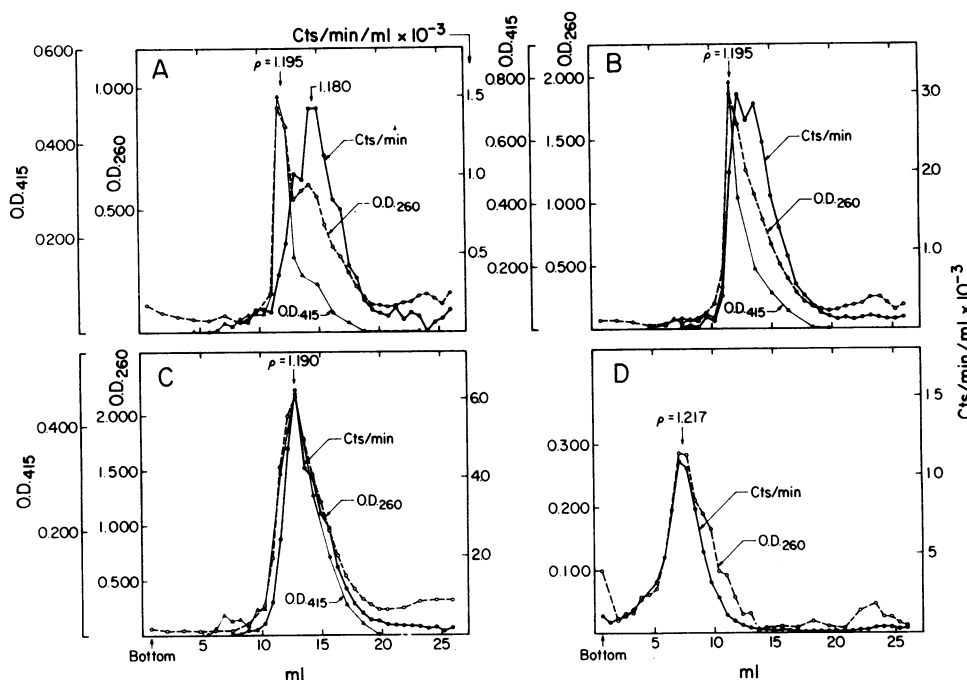 Cts/min/ml × 10⁻³
0.600
O.D.415
0.200
1.000
O.D.260
0.500
A
ρ = 1.195
1.180
Cts/min
O.D.260
O.D.415
1.5
1.0
0.5
O.D.415
0.800
0.600
0.400
0.200
O.D.260
2.000
1.500
1.000
0.500
B
ρ = 1.195
Cts/min
O.D.260
O.D.415
3.0
2.0
1.0
Cts/min/ml × 10⁻³
O.D.415
0.400
0.200
O.D.260
2.000
1.500
1.000
0.500
C
ρ = 1.190
Cts/min
O.D.260
O.D.415
60
40
20
Bottom
5
10
15
20
25
ml
D
0.300
0.200
0.100
ρ = 1.217
Cts/min
O.D.260
15
10
5
Bottom
5
10
15
20
25
ml